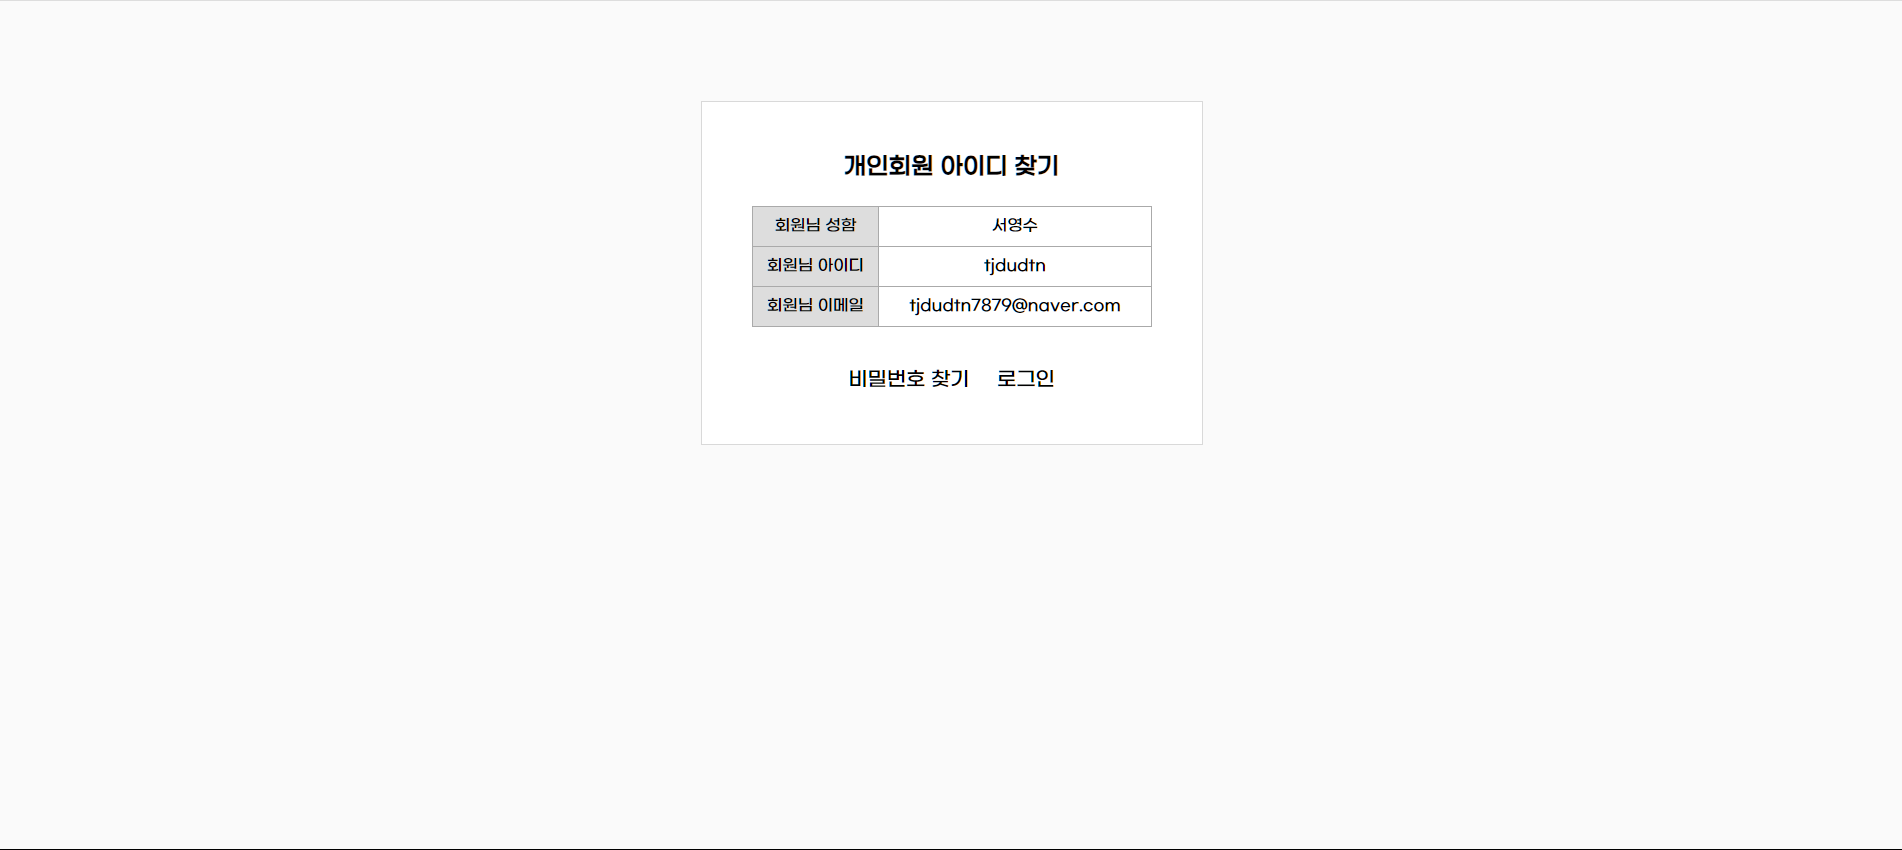 개인회원 아이디 찾기
회원님 성함 서영수
회원님 아이디 tjdudtn
회원님 이메일 tjdudtn7879@naver.com
비밀번호 찾기 로그인